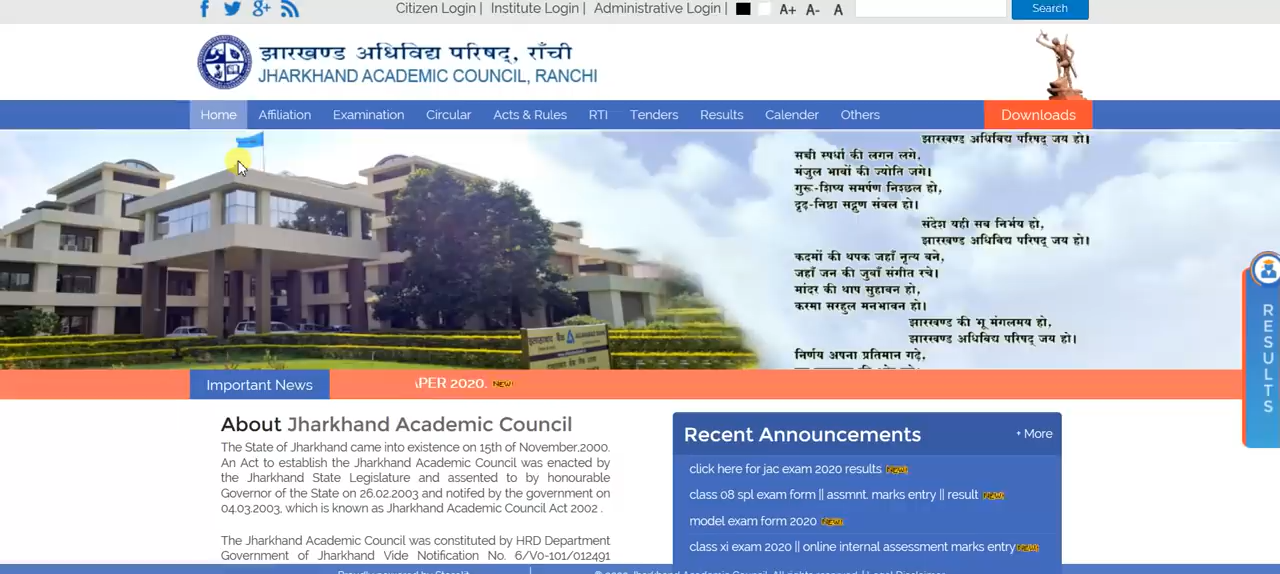 Citizen Login | Institute Login | Administrative Login | A+ A- A Search
झारखण्ड अधिविद्य परिषद्, राँची
JHARKHAND ACADEMIC COUNCIL, RANCHI
Home Affiliation Examination Circular Acts & Rules RTI Tenders Results Calender Others Downloads
झारखण्ड अधिविद्य परिषद् जय हो।
सबकी स्पर्धा की लगन लगे,
मंजुल भावों की ज्योति जगे।
गुरू-शिष्य समर्पण निश्छल हो,
दृढ़-निष्ठा सद्गुण संबल हो।
संदेश यही सब निर्भय हो,
झारखण्ड अधिविद्य परिषद् जय हो।
कदमों की थपक जहाँ नृत्य बने,
जहाँ जन की जुबाँ संगीत रचे।
मांदर की थाप सुहावन हो,
करमा सरहुल मनभावन हो।
झारखण्ड की भू मंगलमय हो,
झारखण्ड अधिविद्य परिषद् जय हो।
निर्णय अपना प्रतिमान गढ़े,
RESULTS
Important News
PER 2020. NEW!
About Jharkhand Academic Council
The State of Jharkhand came into existence on 15th of November,2000.
An Act to establish the Jharkhand Academic Council was enacted by
the Jharkhand State Legislature and assented to by honourable
Governor of the State on 26.02.2003 and notifed by the government on
04.03.2003, which is known as Jharkhand Academic Council Act 2002 .
The Jharkhand Academic Council was constituted by HRD Department
Government of Jharkhand Vide Notification No. 6/V0-101/012491
Recent Announcements + More
click here for jac exam 2020 results NEW!
class 08 spl exam form || assmnt. marks entry || result NEW!
model exam form 2020 NEW!
class xi exam 2020 || online internal assessment marks entry NEW!